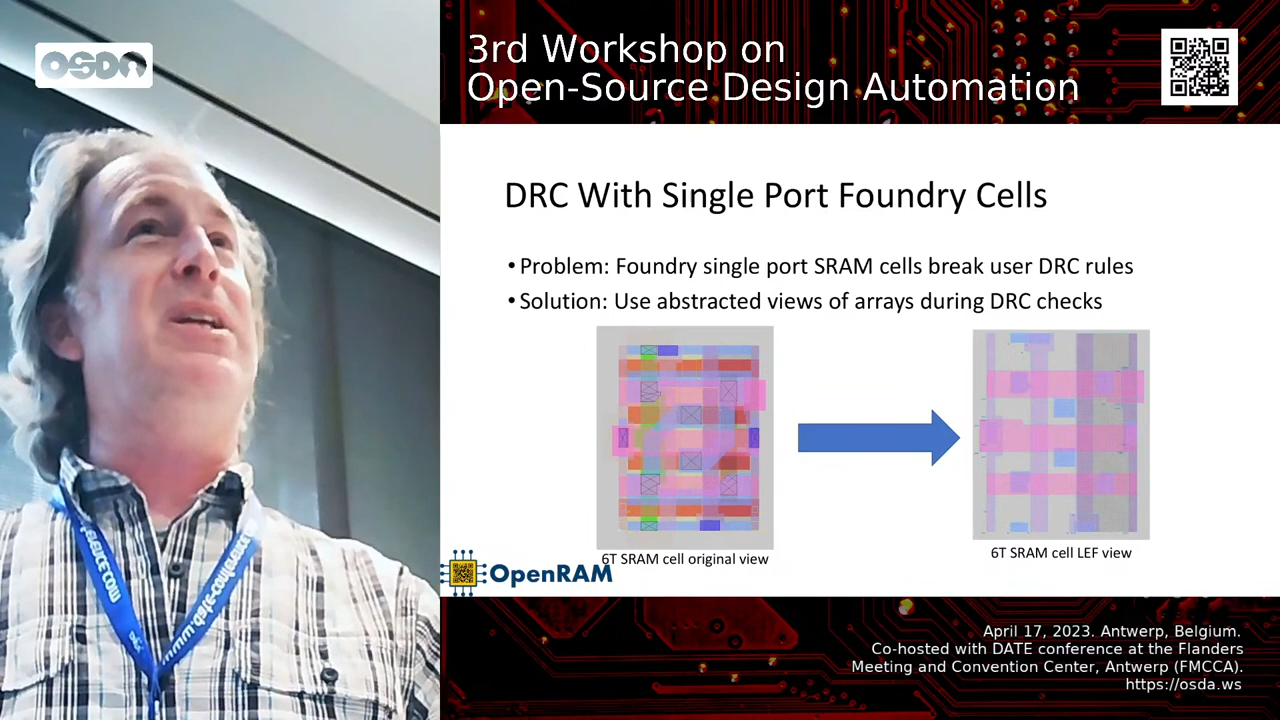 OSDA
3rd Workshop on
Open-Source Design Automation
DRC With Single Port Foundry Cells
• Problem: Foundry single port SRAM cells break user DRC rules
• Solution: Use abstracted views of arrays during DRC checks
6T SRAM cell original view
6T SRAM cell LEF view
OpenRAM
April 17, 2023. Antwerp, Belgium.
Co-hosted with DATE conference at the Flanders
Meeting and Convention Center, Antwerp (FMCCA).
https://osda.ws